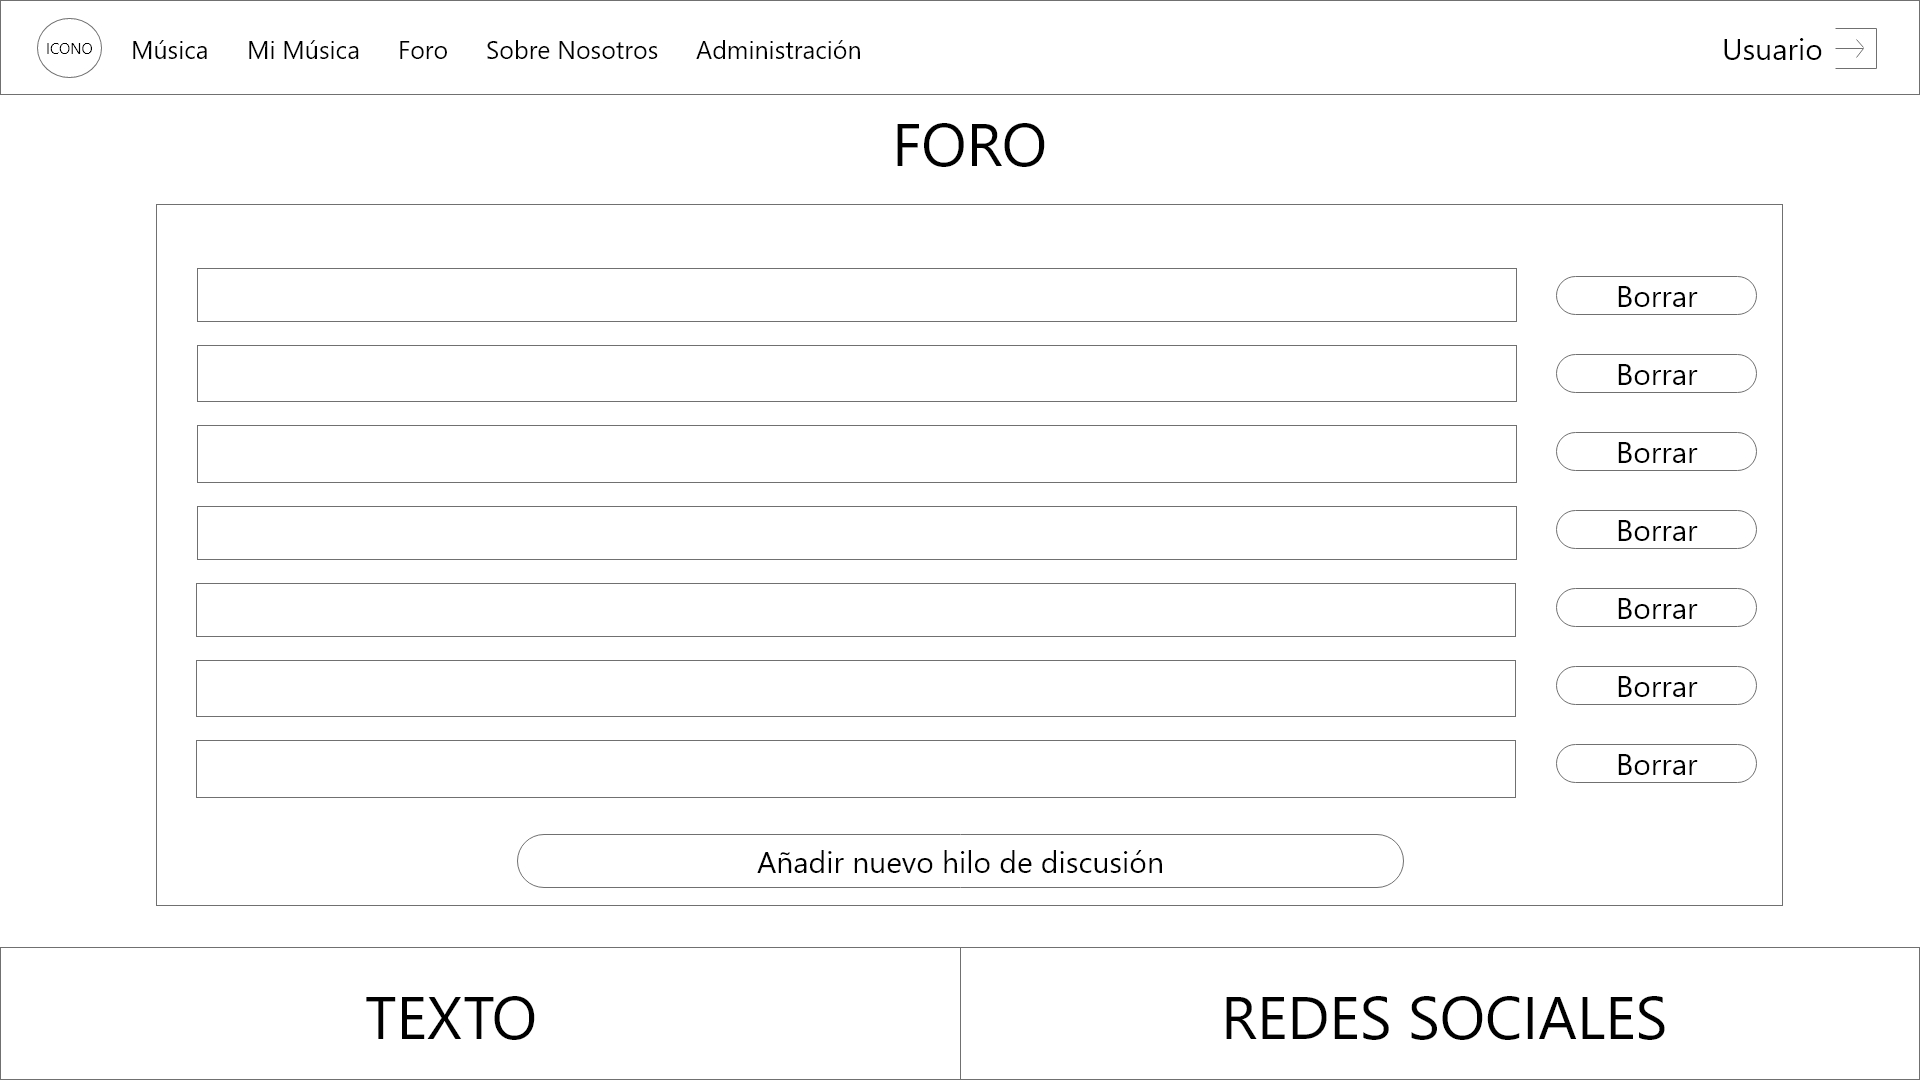 ICONO Música Mi Música Foro Sobre Nosotros Administración Usuario
FORO
Borrar
Borrar
Borrar
Borrar
Borrar
Borrar
Borrar
Añadir nuevo hilo de discusión
TEXTO REDES SOCIALES